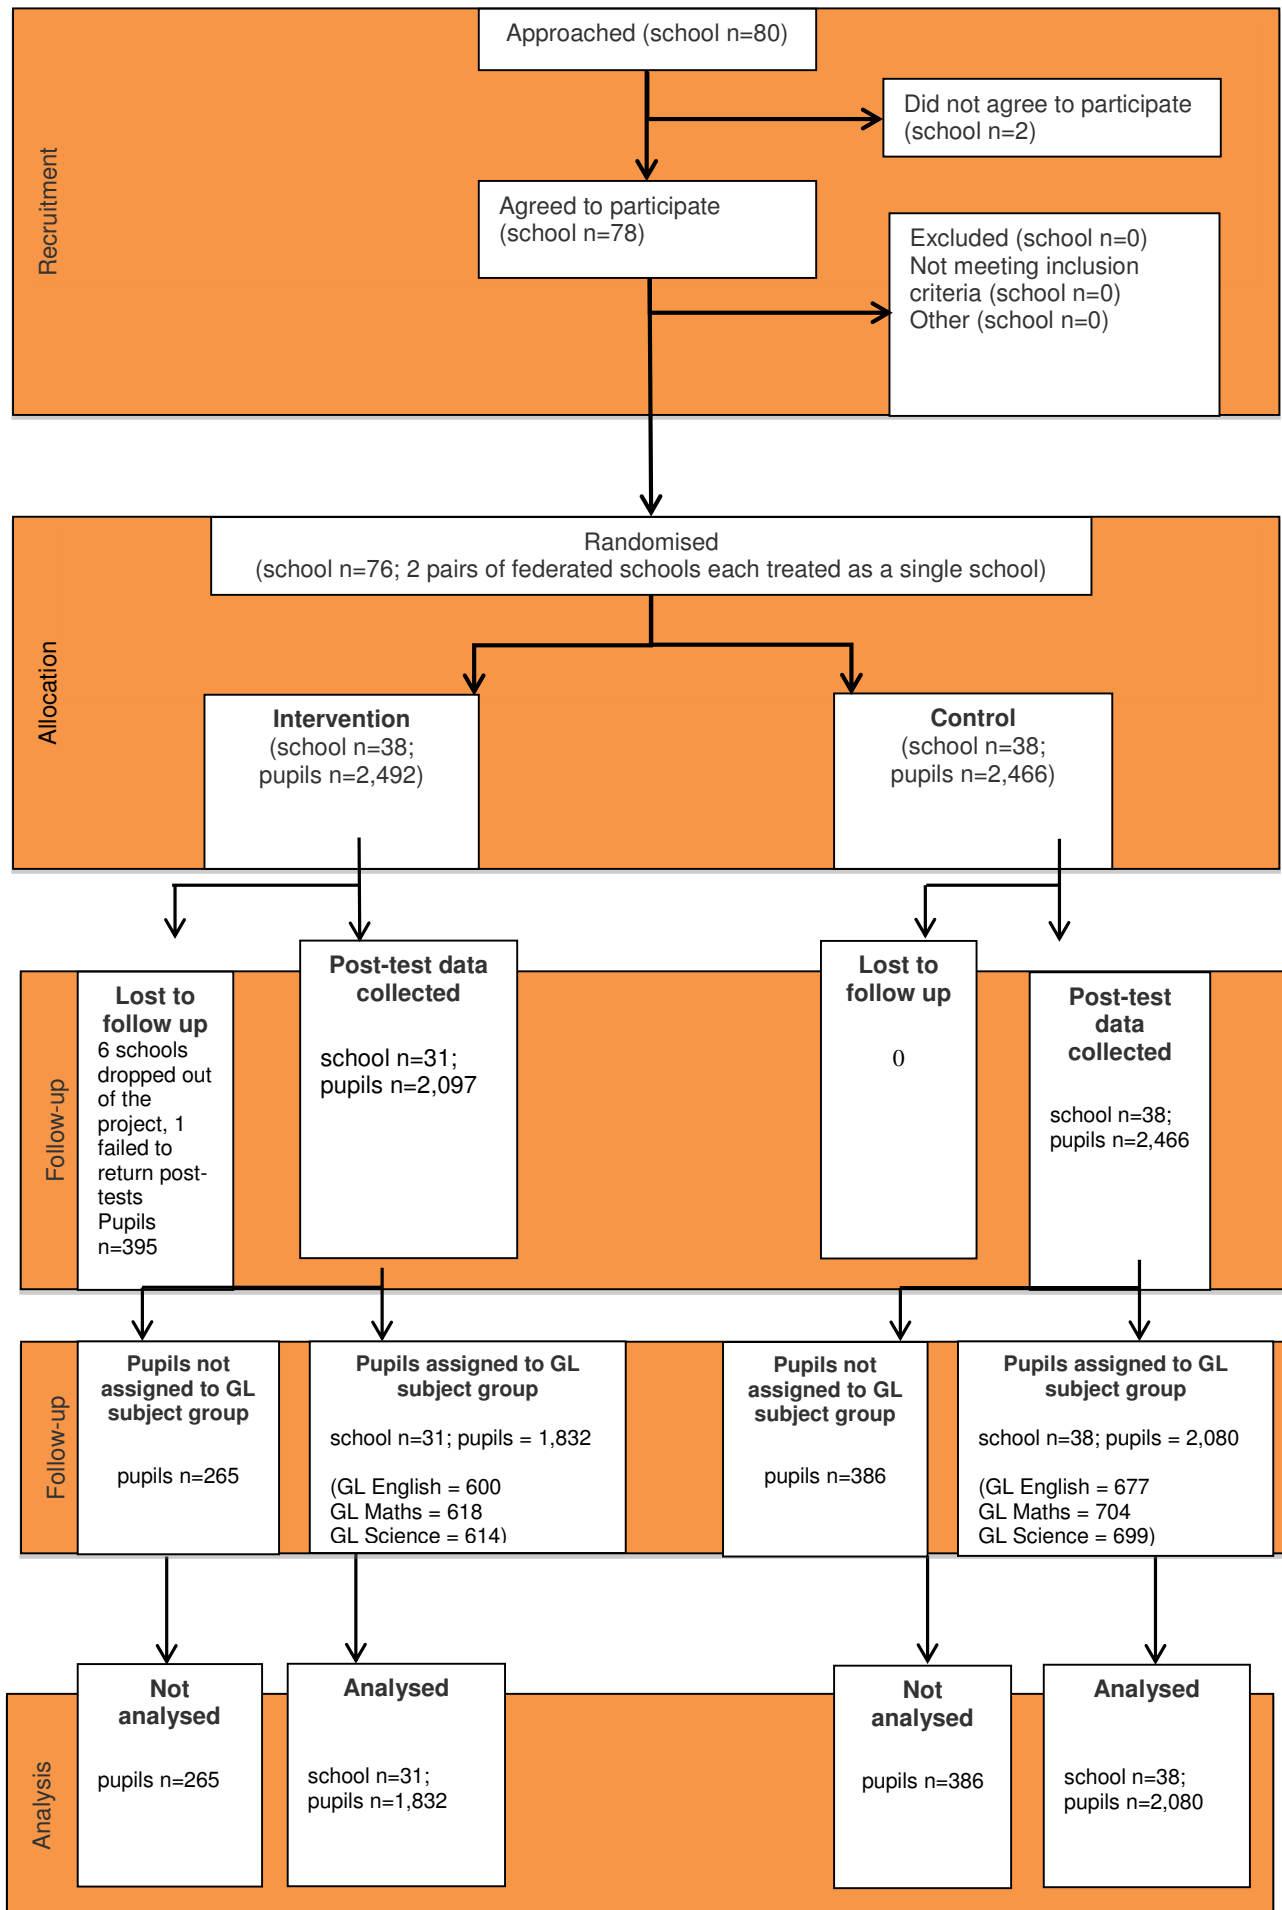 Approached (school n=80)
Did not agree to participate
(school n=2)
Recruitment
Agreed to participate
(school n=78)
Excluded (school n=0)
Not meeting inclusion
criteria (school n=0)
Other (school n=0)
Randomised
(school n=76; 2 pairs of federated schools each treated as a single school)
Allocation
Intervention
(school n=38;
pupils n=2,492)
Control
(school n=38;
pupils n=2,466)
Follow-up
Lost to
follow up
6 schools
dropped out
of the
project, 1
failed to
return post-
tests
Pupils
n=395
Post-test data
collected
school n=31;
pupils n=2,097
Lost to
follow up
0
Post-test
data
collected
school n=38;
pupils n=2,466
Follow-up
Pupils not
assigned to GL
subject group
pupils n=265
Pupils assigned to GL
subject group
school n=31; pupils = 1,832
(GL English = 600
GL Maths = 618
GL Science = 614)
Pupils not
assigned to GL
subject group
pupils n=386
Pupils assigned to GL
subject group
school n=38; pupils = 2,080
(GL English = 677
GL Maths = 704
GL Science = 699)
Analysis
Not
analysed
pupils n=265
Analysed
school n=31;
pupils n=1,832
Not
analysed
pupils n=386
Analysed
school n=38;
pupils n=2,080